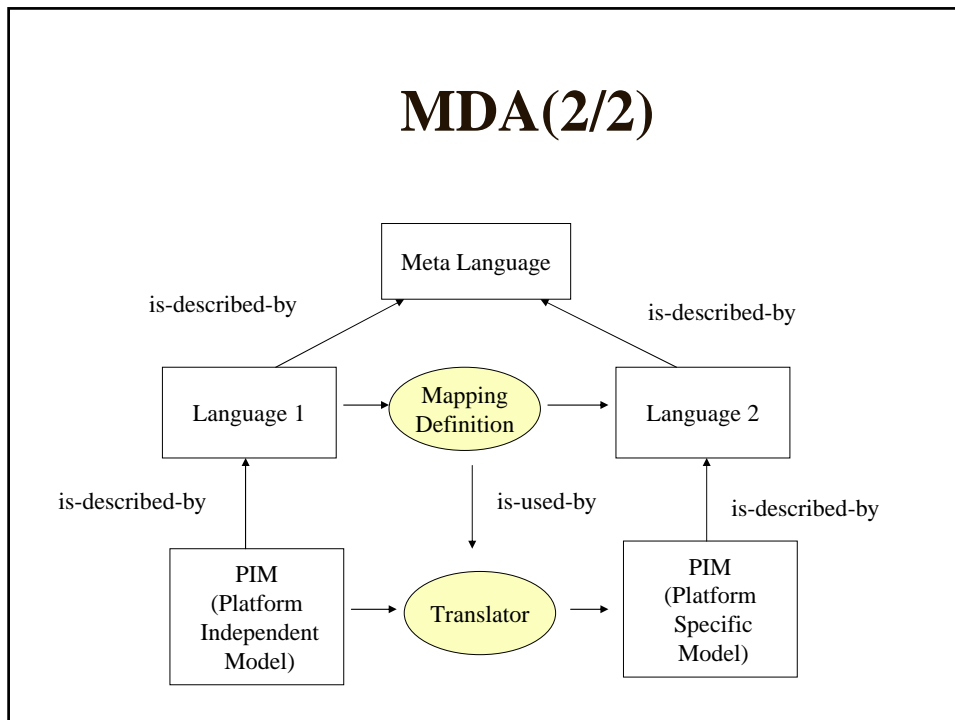 MDA(2/2)
Meta Language
is-described-by
is-described-by
Language 1
Mapping
Definition
Language 2
is-described-by
is-used-by
is-described-by
PIM
(Platform
Independent
Model)
Translator
PIM
(Platform
Specific
Model)